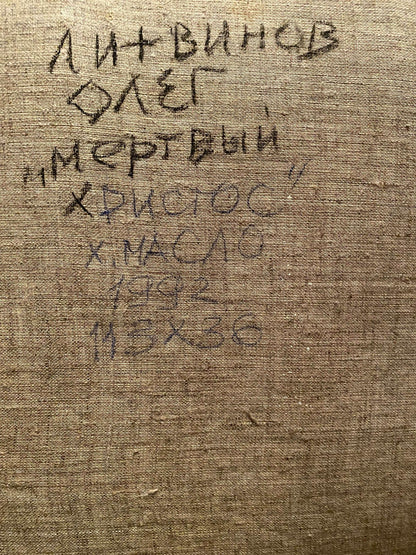 ЛИТВИНОВ
ОЛЕГ
"МЕРТВЫЙ
ХРИСТОС"
Х МАСЛО
1992
115Х36